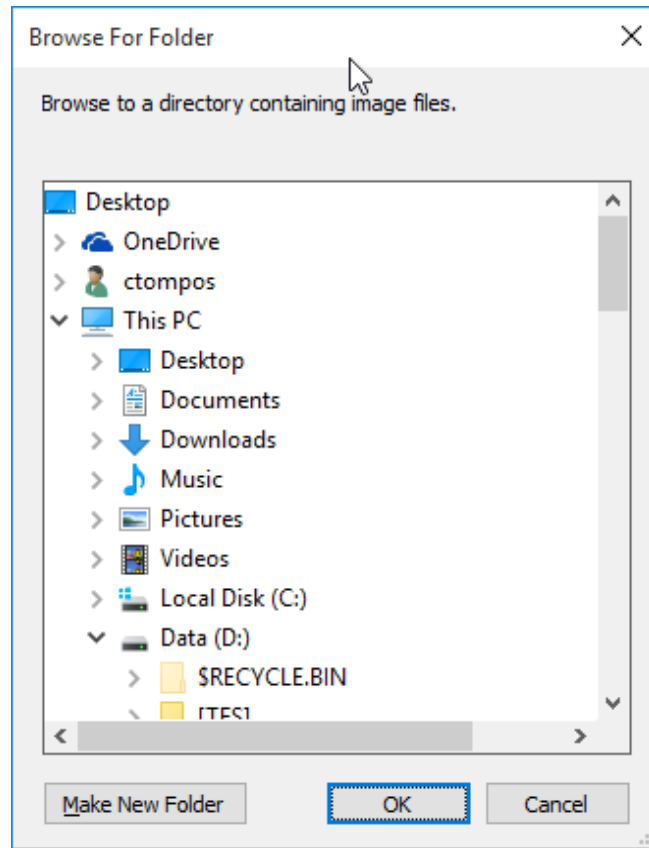 Browse For Folder
Browse to a directory containing image files.
Desktop
OneDrive
ctompos
This PC
Desktop
Documents
Downloads
Music
Pictures
Videos
Local Disk (C:)
Data (D:)
$RECYCLE.BIN
Make New Folder
OK
Cancel